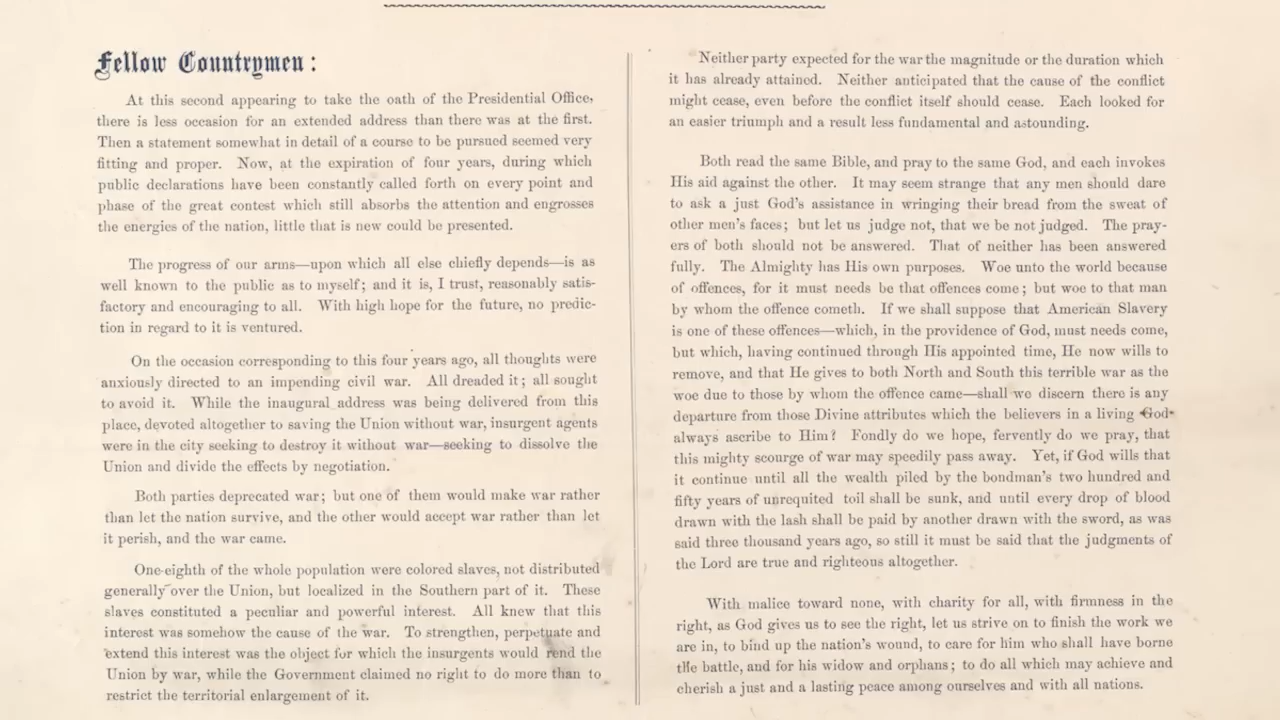 Fellow Countrymen:
At this second appearing to take the oath of the Presidential Office,
there is less occasion for an extended address than there was at the first.
Then a statement somewhat in detail of a course to be pursued seemed very
fitting and proper. Now, at the expiration of four years, during which
public declarations have been constantly called forth on every point and
phase of the great contest which still absorbs the attention and engrosses
the energies of the nation, little that is new could be presented.
The progress of our arms—upon which all else chiefly depends—is as
well known to the public as to myself; and it is, I trust, reasonably satis-
factory and encouraging to all. With high hope for the future, no predic-
tion in regard to it is ventured.
On the occasion corresponding to this four years ago, all thoughts were
anxiously directed to an impending civil war. All dreaded it; all sought
to avoid it. While the inaugural address was being delivered from this
place, devoted altogether to saving the Union without war, insurgent agents
were in the city seeking to destroy it without war—seeking to dissolve the
Union and divide the effects by negotiation.
Both parties deprecated war; but one of them would make war rather
than let the nation survive, and the other would accept war rather than let
it perish, and the war came.
One-eighth of the whole population were colored slaves, not distributed
generally over the Union, but localized in the Southern part of it. These
slaves constituted a peculiar and powerful interest. All knew that this
interest was somehow the cause of the war. To strengthen, perpetuate and
extend this interest was the object for which the insurgents would rend the
Union by war, while the Government claimed no right to do more than to
restrict the territorial enlargement of it.
Neither party expected for the war the magnitude or the duration which
it has already attained. Neither anticipated that the cause of the conflict
might cease, even before the conflict itself should cease. Each looked for
an easier triumph and a result less fundamental and astounding.
Both read the same Bible, and pray to the same God, and each invokes
His aid against the other. It may seem strange that any men should dare
to ask a just God's assistance in wringing their bread from the sweat of
other men's faces; but let us judge not, that we be not judged. The pray-
ers of both should not be answered. That of neither has been answered
fully. The Almighty has His own purposes. Woe unto the world because
of offences, for it must needs be that offences come; but woe to that man
by whom the offence cometh. If we shall suppose that American Slavery
is one of these offences—which, in the providence of God, must needs come,
but which, having continued through His appointed time, He now wills to
remove, and that He gives to both North and South this terrible war as the
woe due to those by whom the offence came—shall we discern there is any
departure from those Divine attributes which the believers in a living God
always ascribe to Him? Fondly do we hope, fervently do we pray, that
this mighty scourge of war may speedily pass away. Yet, if God wills that
it continue until all the wealth piled by the bondman's two hundred and
fifty years of unrequited toil shall be sunk, and until every drop of blood
drawn with the lash shall be paid by another drawn with the sword, as was
said three thousand years ago, so still it must be said that the judgments of
the Lord are true and righteous altogether.
With malice toward none, with charity for all, with firmness in the
right, as God gives us to see the right, let us strive on to finish the work we
are in, to bind up the nation's wound, to care for him who shall have borne
the battle, and for his widow and orphans; to do all which may achieve and
cherish a just and a lasting peace among ourselves and with all nations.